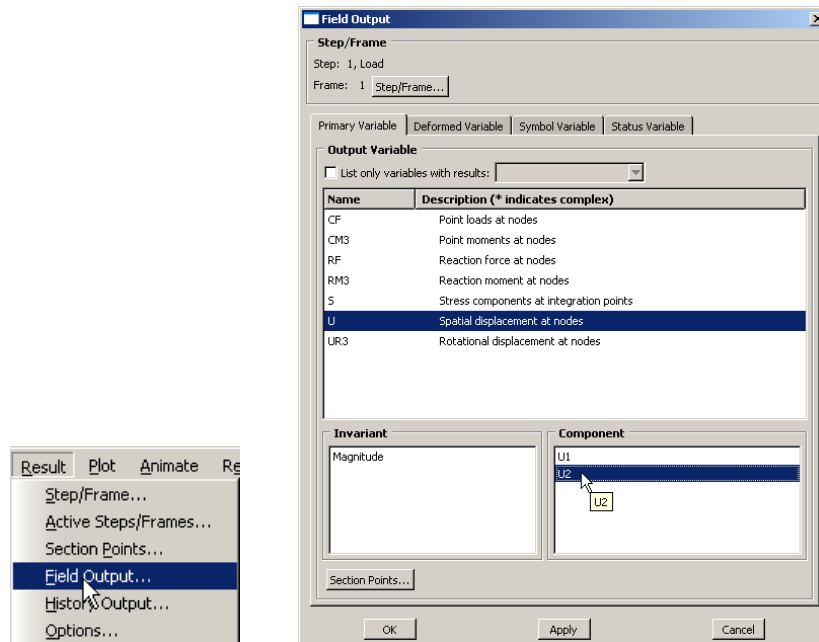 Result Plot Animate
Step/Frame...
Active Steps/Frames...
Section Points...
Field Output...
History Output...
Options...
Field Output
Step/Frame
Step: 1, Load
Frame: 1 Step/Frame...
Primary Variable Deformed Variable Symbol Variable Status Variable
Output Variable
List only variables with results:
Name Description (* indicates complex)
CF Point loads at nodes
CM3 Point moments at nodes
RF Reaction force at nodes
RM3 Reaction moment at nodes
S Stress components at integration points
U Spatial displacement at nodes
UR3 Rotational displacement at nodes
Invariant Component
Magnitude U1
U2
U2
Section Points...
OK Apply Cancel